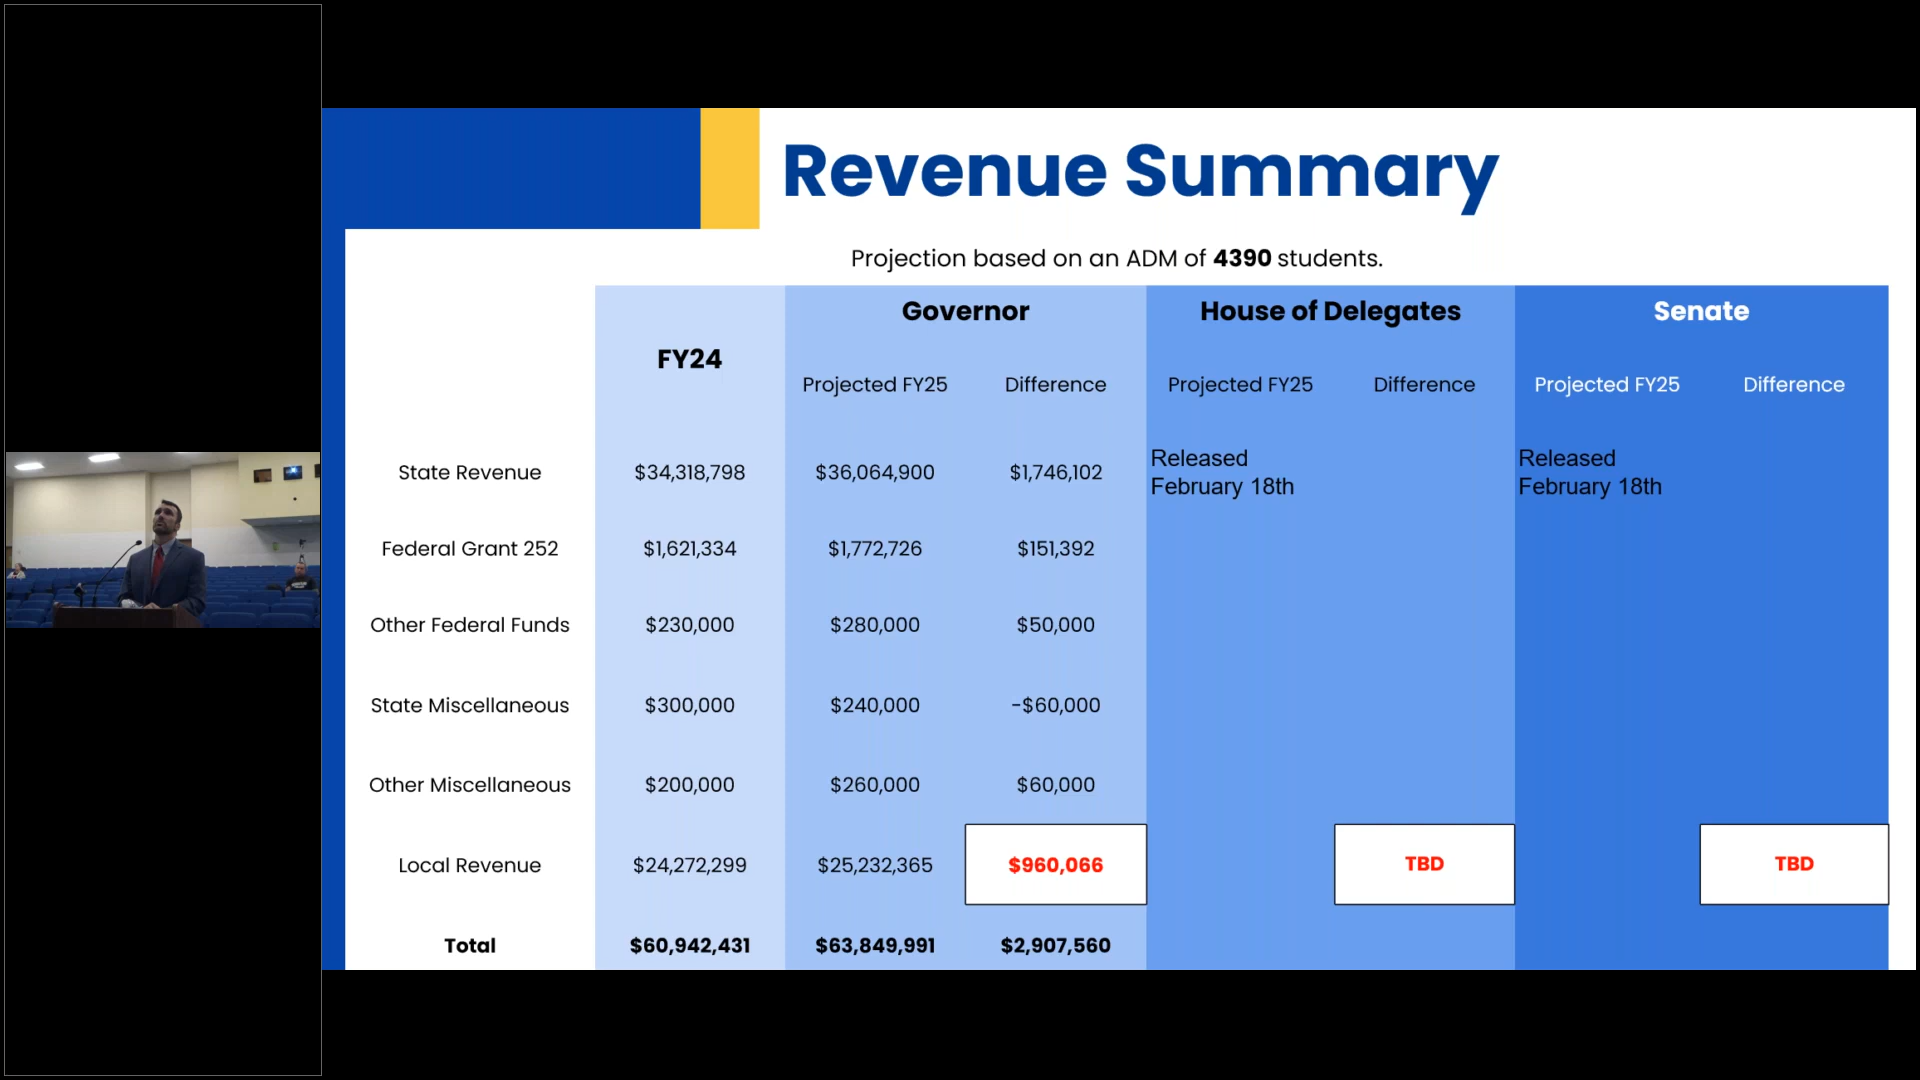 Revenue Summary
Projection based on an ADM of 4390 students.
FY24
Governor
House of Delegates
Senate
Projected FY25 Difference Projected FY25 Difference Projected FY25 Difference
State Revenue $34,318,798 $36,064,900 $1,746,102 Released February 18th Released February 18th
Federal Grant 252 $1,621,334 $1,772,726 $151,392
Other Federal Funds $230,000 $280,000 $50,000
State Miscellaneous $300,000 $240,000 -$60,000
Other Miscellaneous $200,000 $260,000 $60,000
Local Revenue $24,272,299 $25,232,365 $960,066 TBD TBD
Total $60,942,431 $63,849,991 $2,907,560